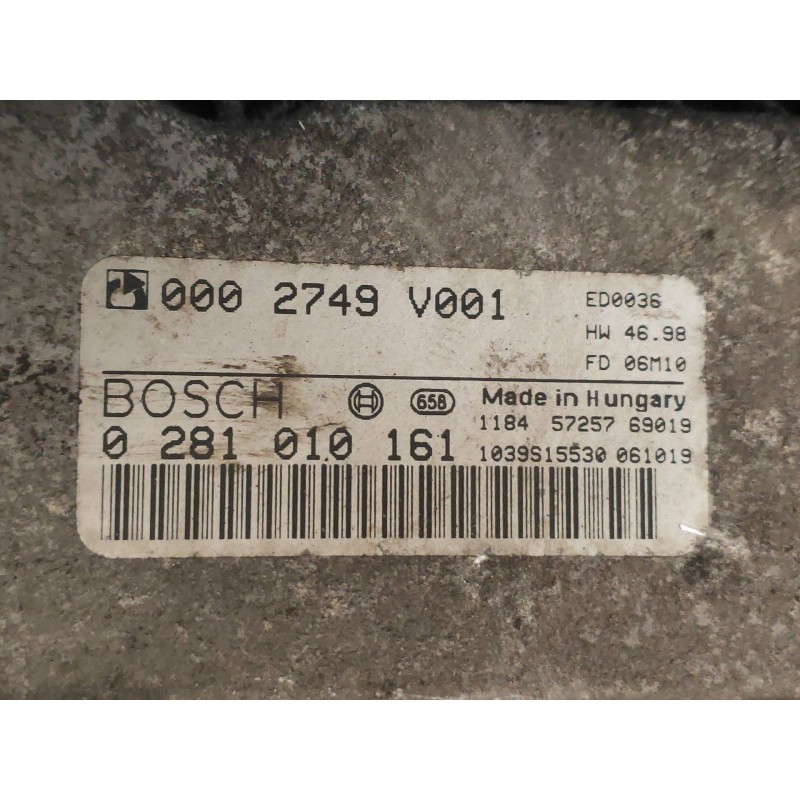 000 2749 V001
ED0036
HW 46.98
FD 06M10
BOSCH
658
Made in Hungary
1184 57257 69019
0 281 010 161
1039S15530 061019